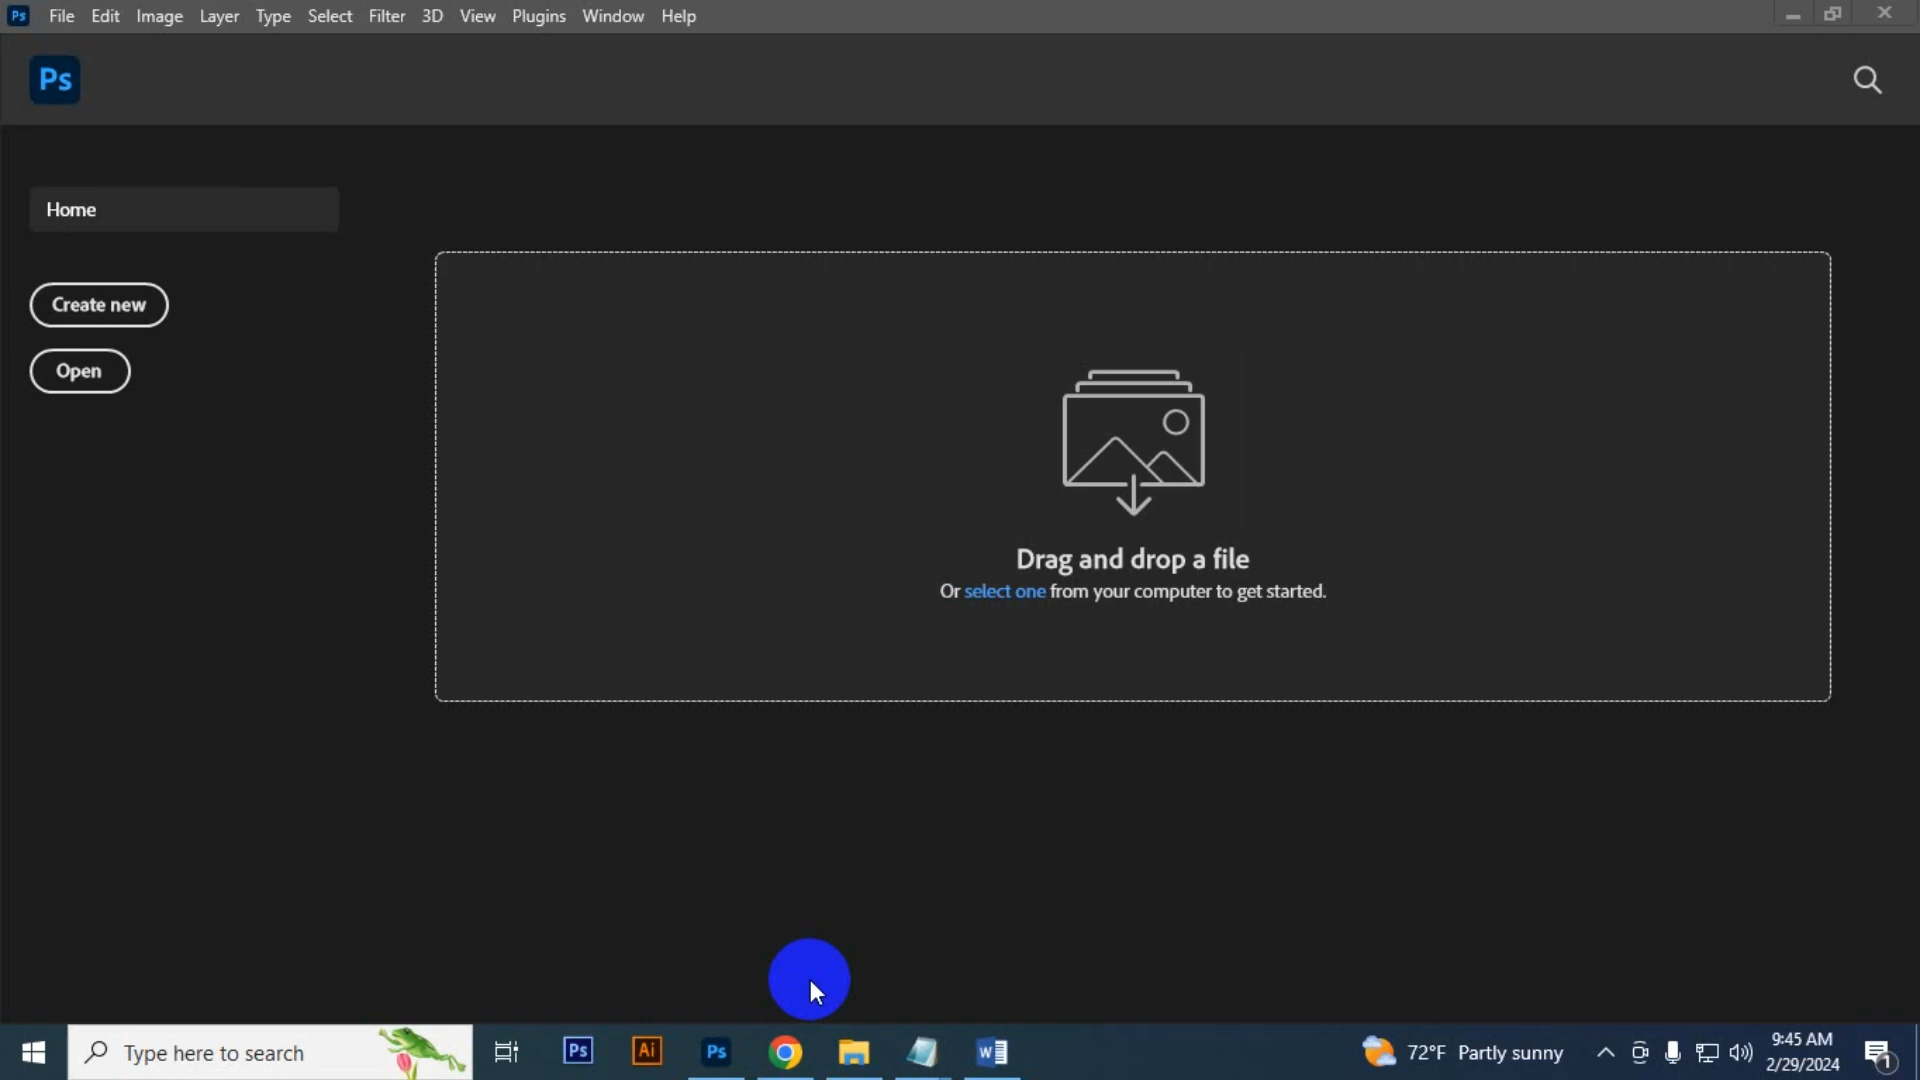 Ps File Edit Image Layer Type Select Filter 3D View Plugins Window Help
Ps
Home
Create new
Open
Drag and drop a file
Or select one from your computer to get started.
Type here to search
Ps Ai Ps W
72°F Partly sunny
9:45 AM
2/29/2024
1